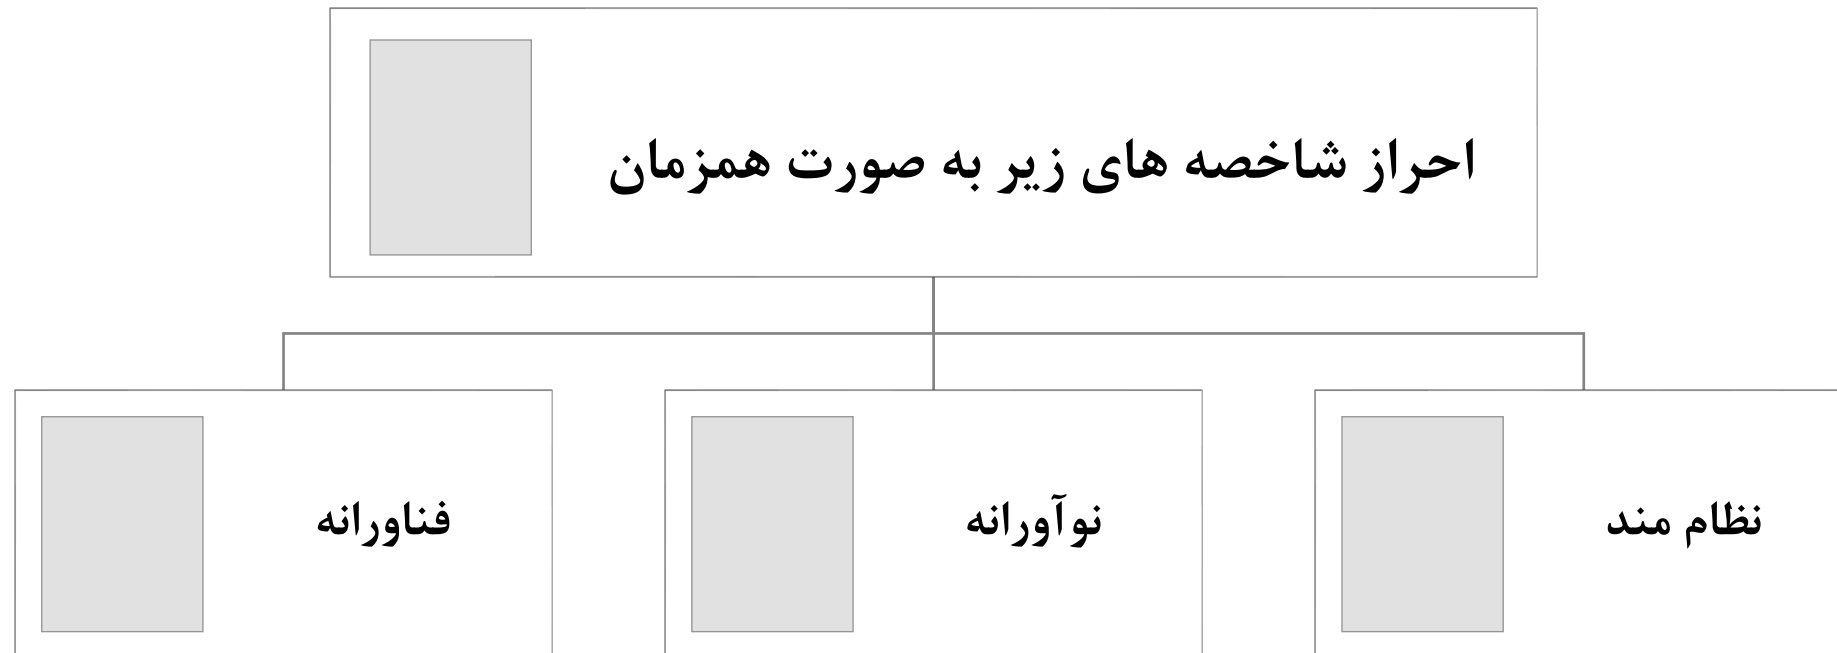 احراز شاخصه های زیر به صورت همزمان
نظام مند
نوآورانه
فناورانه